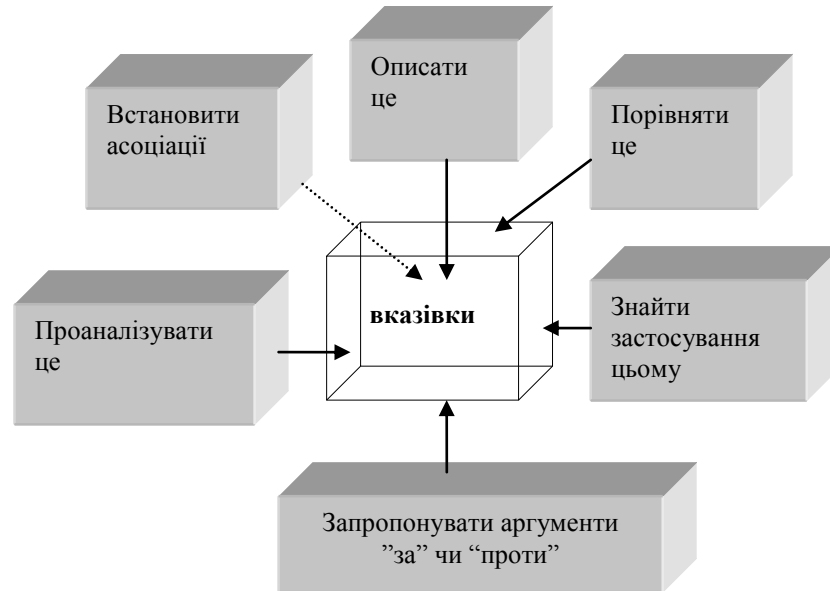 Описати
це
Встановити
асоціації
Порівняти
це
вказівки
Проаналізувати
це
Знайти
застосування
цьому
Запропонувати аргументи
”за” чи “проти”